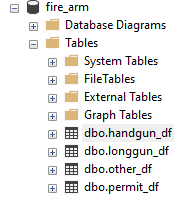 fire_arm
Database Diagrams
Tables
System Tables
FileTables
External Tables
Graph Tables
dbo.handgun_df
dbo.longgun_df
dbo.other_df
dbo.permit_df